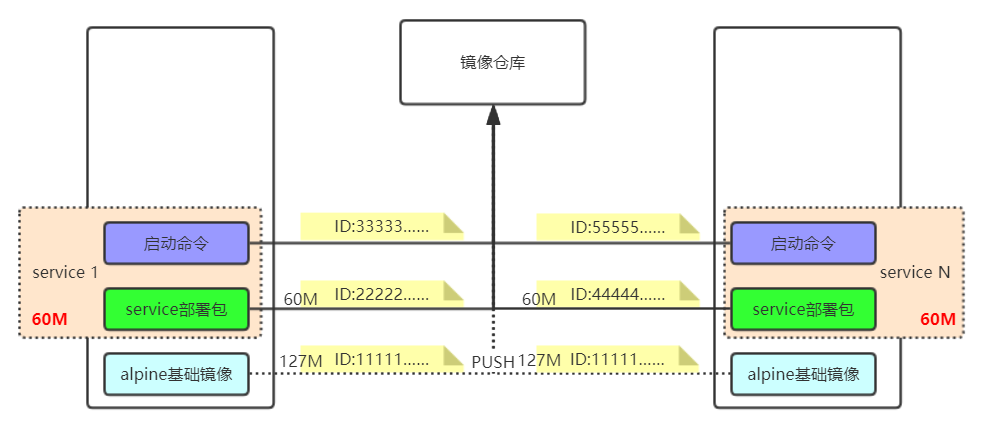 镜像仓库
启动命令
ID:33333......
ID:55555......
启动命令
service 1
service N
60M
service部署包
60M
ID:22222......
60M
ID:44444......
service部署包
60M
alpine基础镜像
127M
ID:11111......
PUSH
127M
ID:11111......
alpine基础镜像